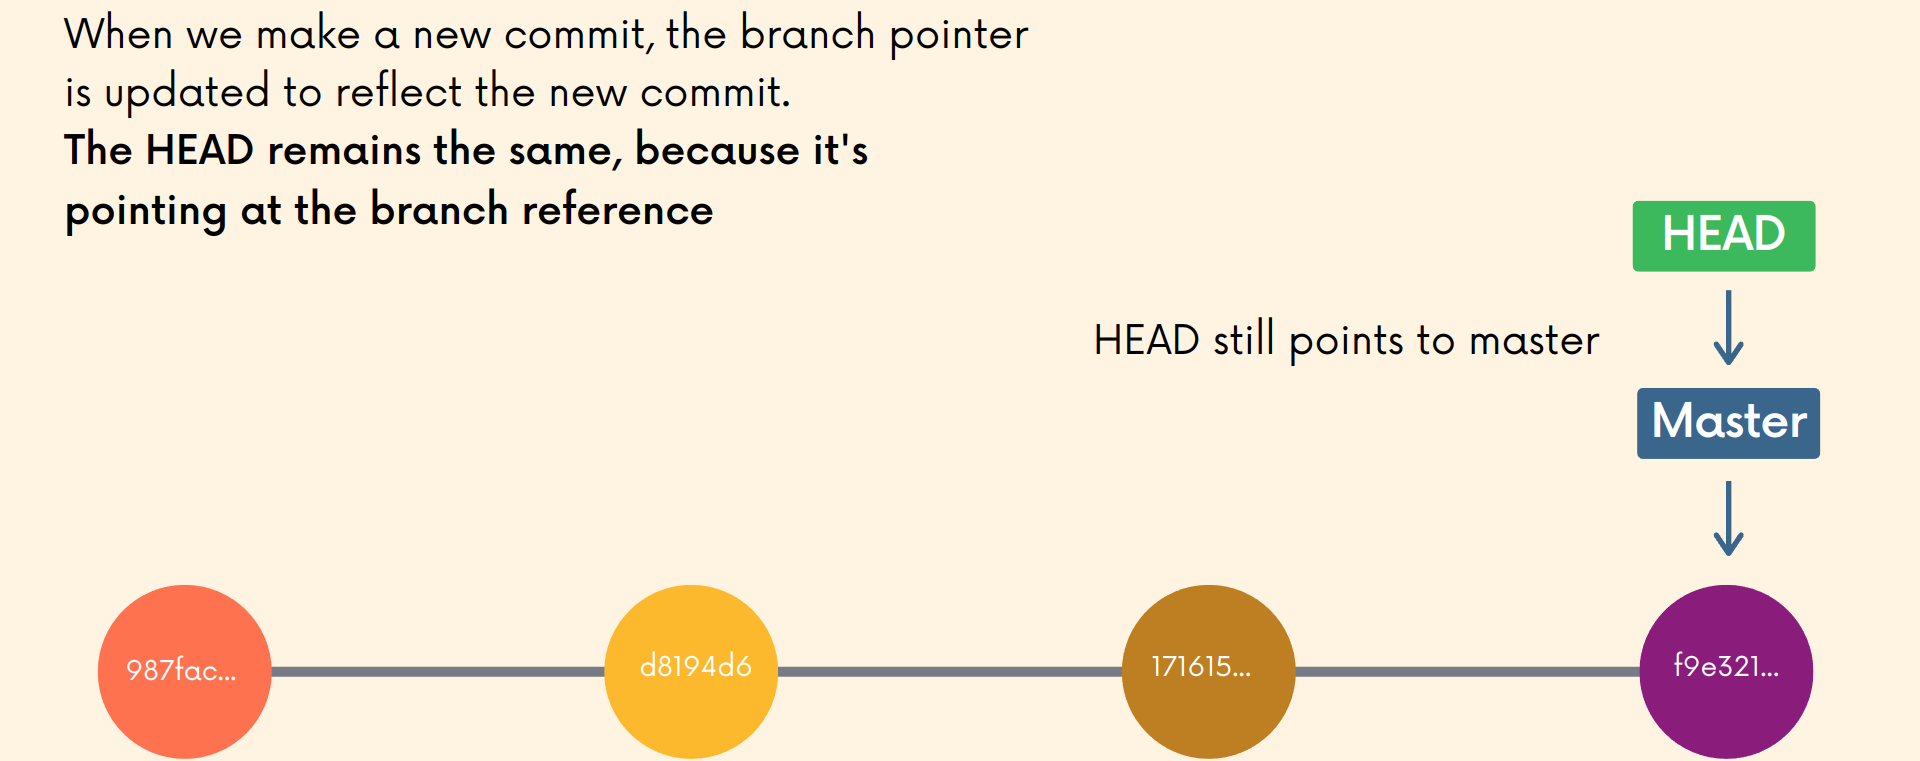 When we make a new commit, the branch pointer
is updated to reflect the new commit.
The HEAD remains the same, because it's
pointing at the branch reference
HEAD
HEAD still points to master
Master
987fac...
d8194d6
171615...
f9e321...